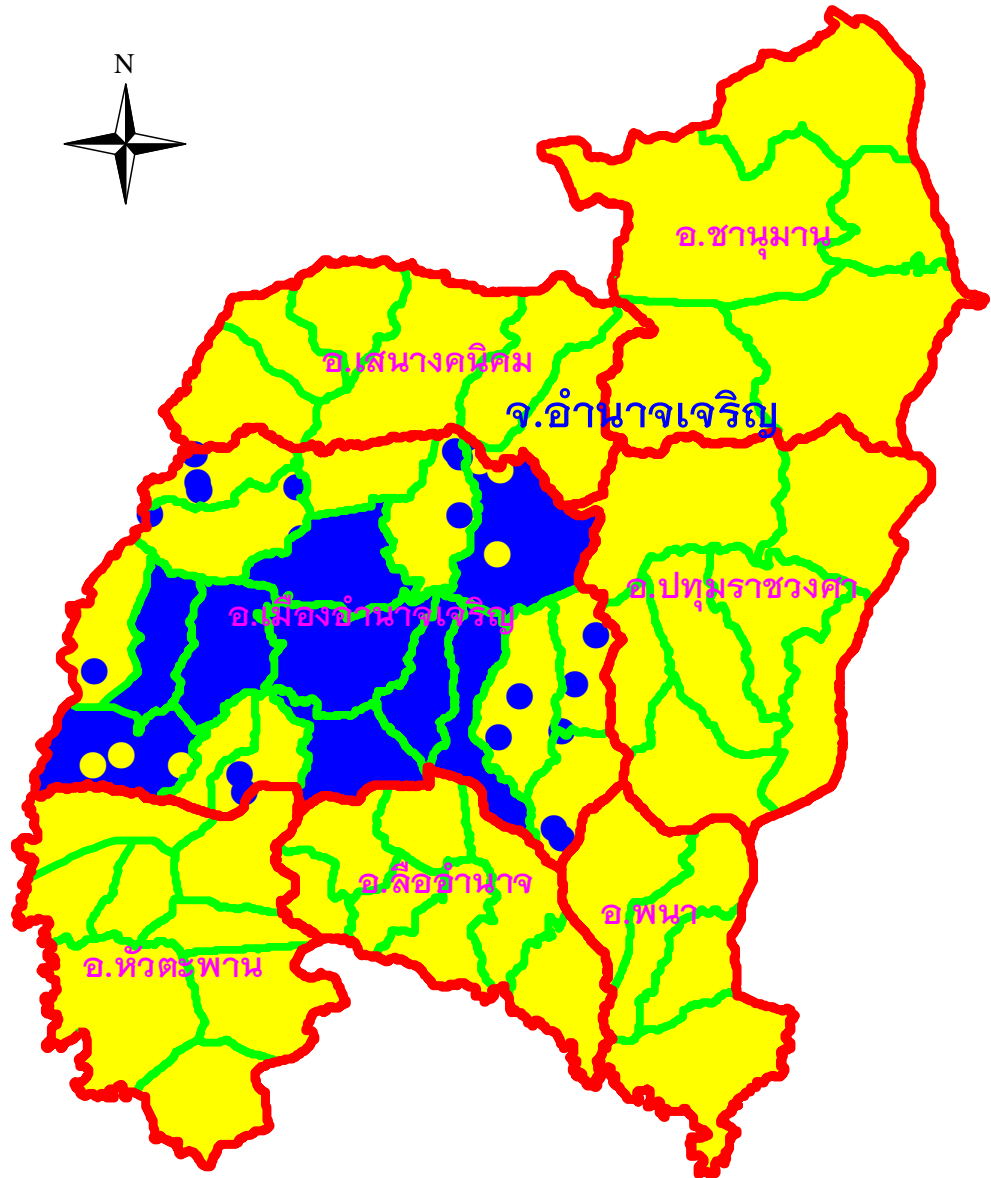 N
อ.ชานุมาน
อ.เสนางคนิคม
จ.อำนาจเจริญ
อ.ปทุมราชวงศา
อ.เมืองอำนาจเจริญ
อ.ลืออำนาจ
อ.พนา
อ.หัวตะพาน